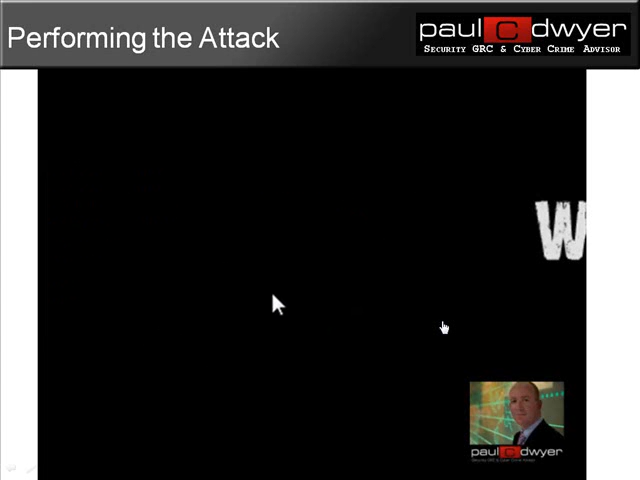 Performing the Attack
paul C dwyer
SECURITY GRC & CYBER CRIME ADVISOR
W
paul C dwyer